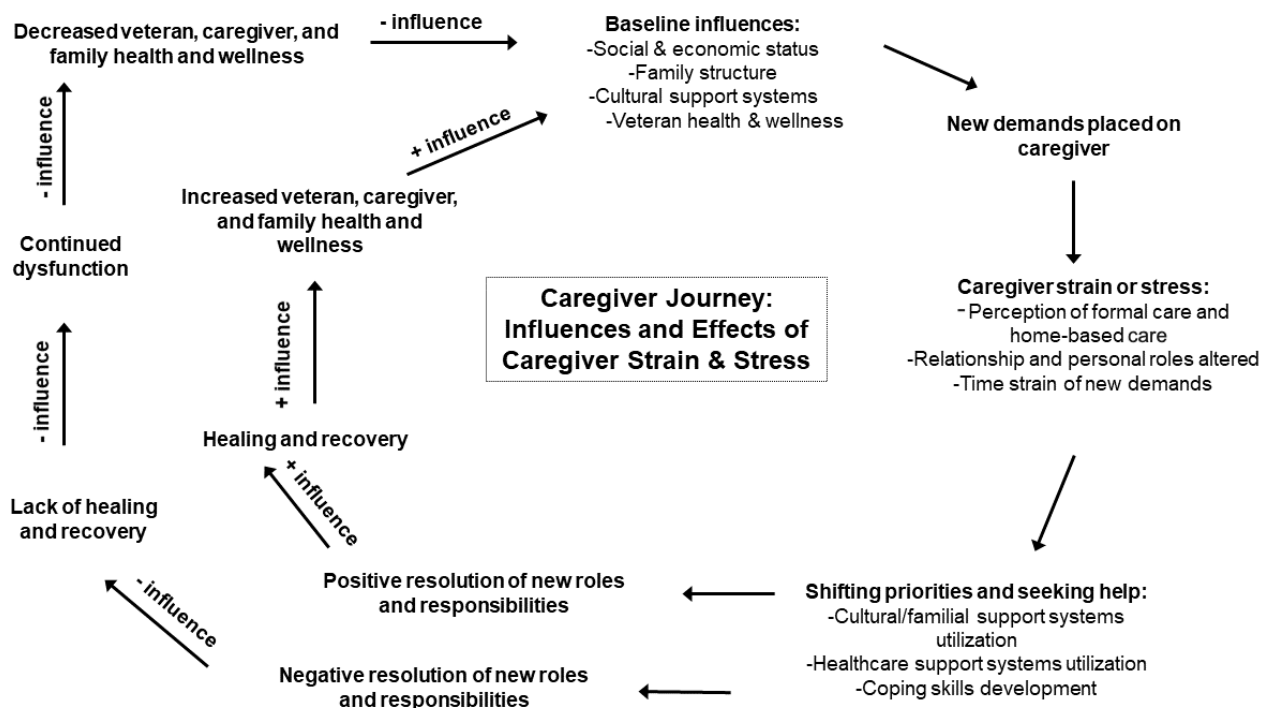 Decreased veteran, caregiver, and
family health and wellness
- influence
Baseline influences:
-Social & economic status
-Family structure
-Cultural support systems
-Veteran health & wellness
New demands placed on
caregiver
Caregiver strain or stress:
-Perception of formal care and
home-based care
-Relationship and personal roles altered
-Time strain of new demands
Shifting priorities and seeking help:
-Cultural/familial support systems
utilization
-Healthcare support systems utilization
-Coping skills development
Positive resolution of new roles
and responsibilities
+ influence
Healing and recovery
+ influence
Increased veteran, caregiver,
and family health and
wellness
+ influence
Negative resolution of new roles
and responsibilities
- influence
Lack of healing
and recovery
- influence
Continued
dysfunction
- influence
Caregiver Journey:
Influences and Effects of
Caregiver Strain & Stress